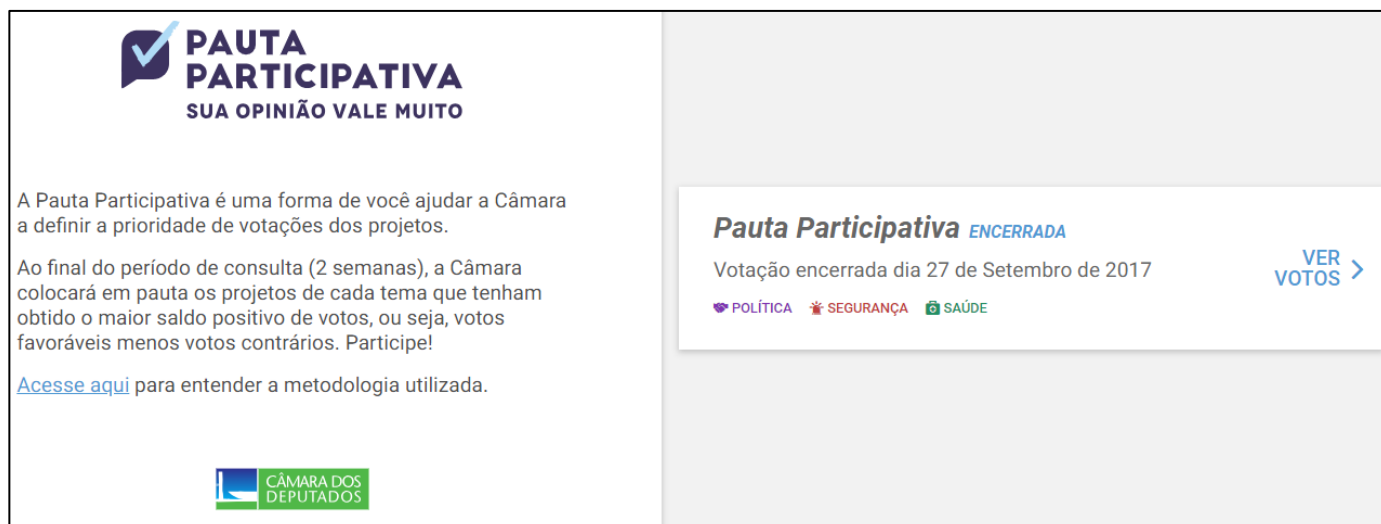 PAUTA
PARTICIPATIVA
SUA OPINIÃO VALE MUITO
A Pauta Participativa é uma forma de você ajudar a Câmara
a definir a prioridade de votações dos projetos.
Ao final do período de consulta (2 semanas), a Câmara
colocará em pauta os projetos de cada tema que tenham
obtido o maior saldo positivo de votos, ou seja, votos
favoráveis menos votos contrários. Participe!
Acesse aqui para entender a metodologia utilizada.
CÂMARA DOS
DEPUTADOS
Pauta Participativa ENCERRADA
Votação encerrada dia 27 de Setembro de 2017
POLÍTICA SEGURANÇA SAÚDE
VER
VOTOS